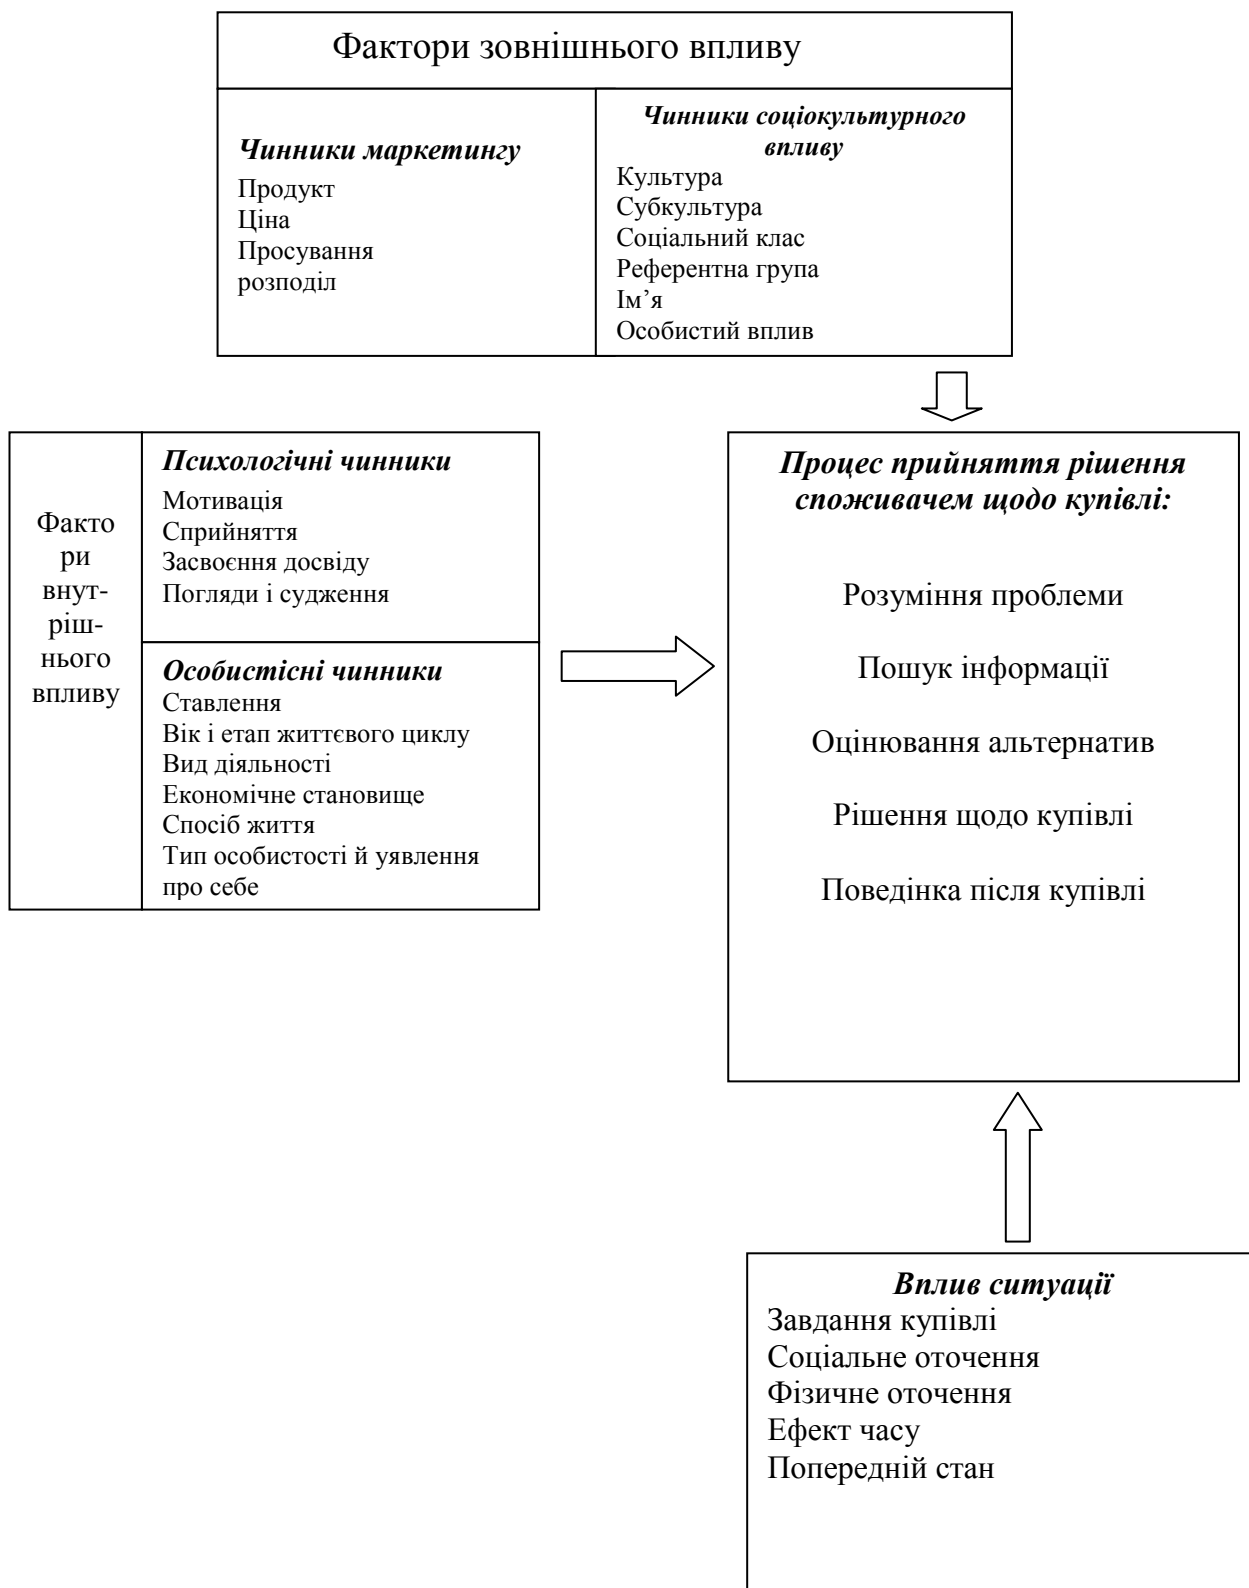 Фактори зовнішнього впливу
Чинники маркетингу
Продукт
Ціна
Просування
розподіл
Чинники соціокультурного
впливу
Культура
Субкультура
Соціальний клас
Референтна група
Ім’я
Особистий вплив
Факто
ри
внут-
ріш-
нього
впливу
Психологічні чинники
Мотивація
Сприйняття
Засвоєння досвіду
Погляди і судження
Особистісні чинники
Ставлення
Вік і етап життєвого циклу
Вид діяльності
Економічне становище
Спосіб життя
Тип особистості й уявлення
про себе
Процес прийняття рішення
споживачем щодо купівлі:
Розуміння проблеми
Пошук інформації
Оцінювання альтернатив
Рішення щодо купівлі
Поведінка після купівлі
Вплив ситуації
Завдання купівлі
Соціальне оточення
Фізичне оточення
Ефект часу
Попередній стан